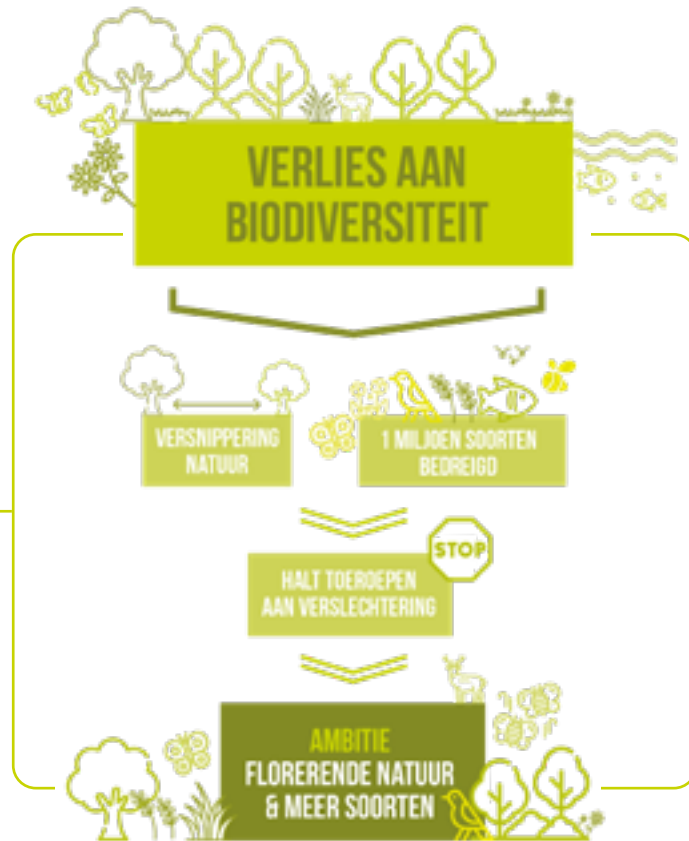 VERLIES AAN
BIODIVERSITEIT
VERSNIPPERING
NATUUR
1 MILJOEN SOORTEN
BEDREIGD
STOP
HALT TOEROEPEN
AAN VERSLECHTERING
AMBITIE
FLORERENDE NATUUR
& MEER SOORTEN